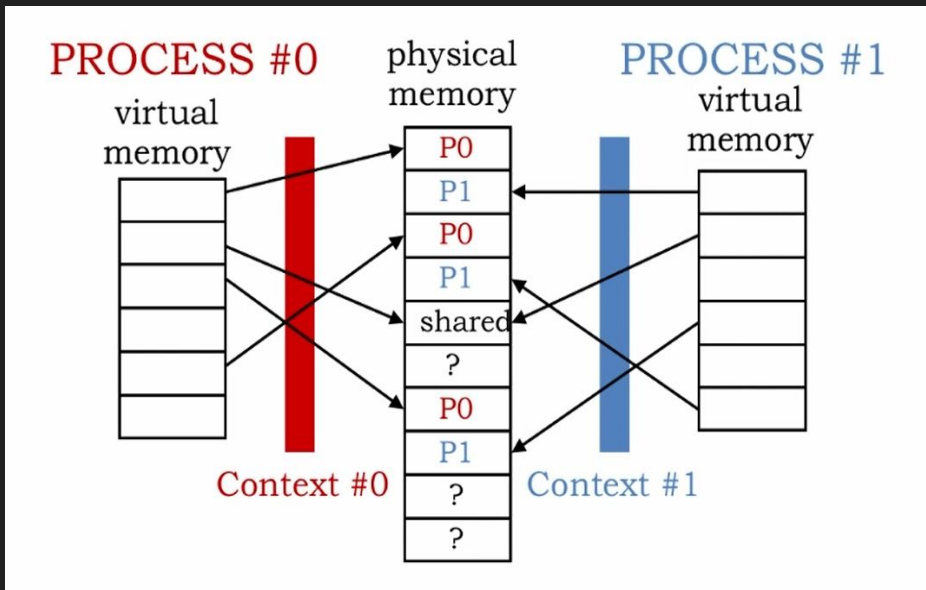 PROCESS #0
physical
memory
PROCESS #1
virtual
memory
virtual
memory
P0
P1
P0
P1
shared
?
P0
P1
?
?
Context #0
Context #1